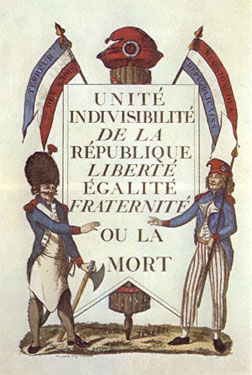 UNITÉ
INDIVISIBILITÉ
DE LA
RÉPUBLIQUE
LIBERTÉ
ÉGALITÉ
FRATERNITÉ
OU LA
MORT